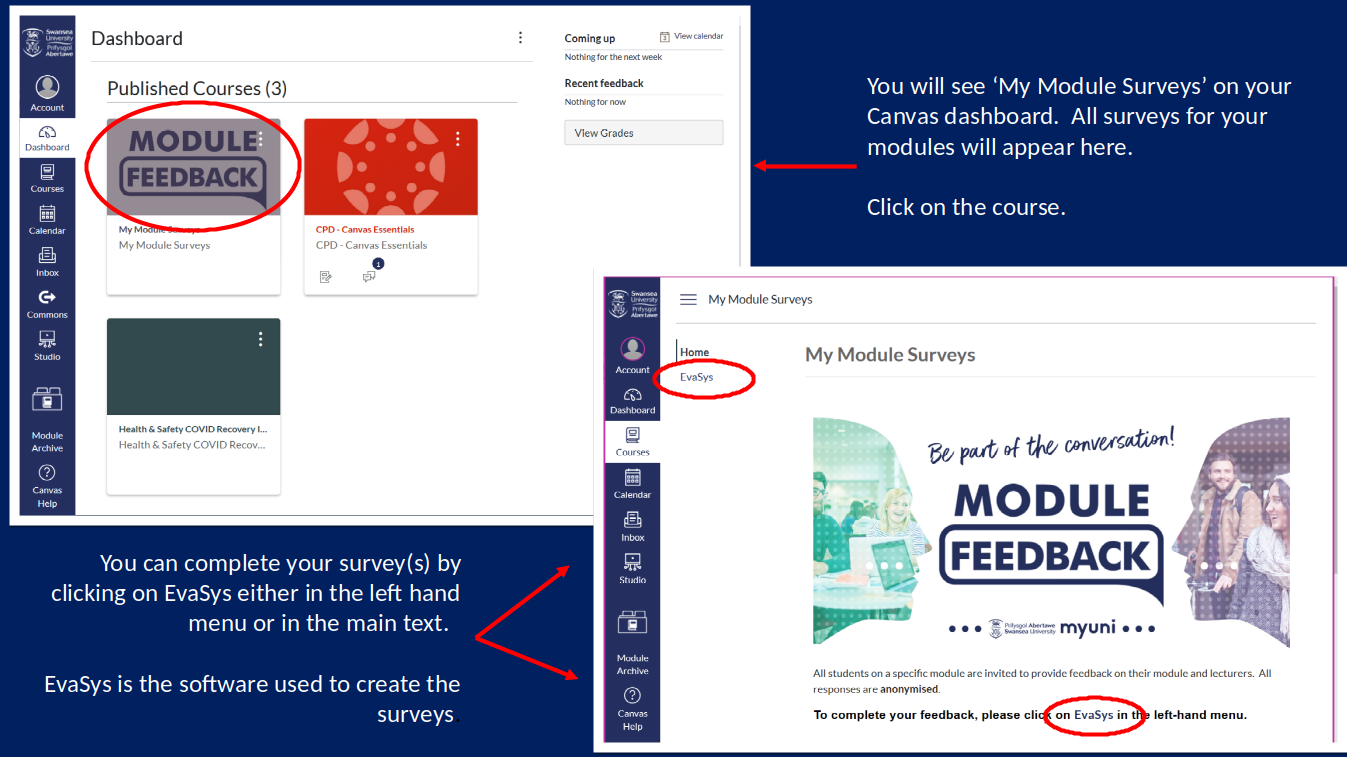 Swansea
University
Prifysgol
Abertawe
Account
Dashboard
Courses
Calendar
Inbox
Commons
Studio
Module
Archive
Canvas
Help
Dashboard
Published Courses (3)
MODULE
FEEDBACK
My Module Surveys
My Module Surveys
CPD - Canvas Essentials
CPD - Canvas Essentials
1
Health & Safety COVID Recovery I...
Health & Safety COVID Recov...
Coming up
View calendar
Nothing for the next week
Recent feedback
Nothing for now
View Grades
You will see ‘My Module Surveys’ on your
Canvas dashboard.  All surveys for your
modules will appear here.
Click on the course.
You can complete your survey(s) by
clicking on EvaSys either in the left hand
menu or in the main text.
EvaSys is the software used to create the
surveys.
Swansea
University
Prifysgol
Abertawe
Account
Dashboard
Courses
Calendar
Inbox
Studio
Module
Archive
Canvas
Help
My Module Surveys
Home
EvaSys
My Module Surveys
Be part of the conversation!
MODULE
FEEDBACK
Prifysgol Abertawe
Swansea University
myuni
All students on a specific module are invited to provide feedback on their module and lecturers.  All
responses are anonymised.
To complete your feedback, please click on EvaSys in the left-hand menu.